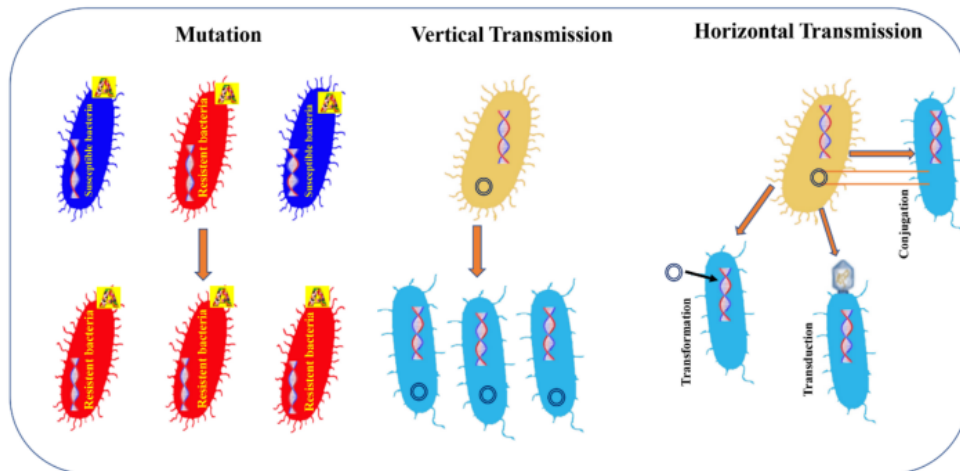 Mutation
Vertical Transmission
Horizontal Transmission
A
Susceptible bacteria
A
Resistent bacteria
A
Susceptible bacteria
A
Resistent bacteria
A
Resistent bacteria
A
Resistent bacteria
Conjugation
Transformation
Transduction